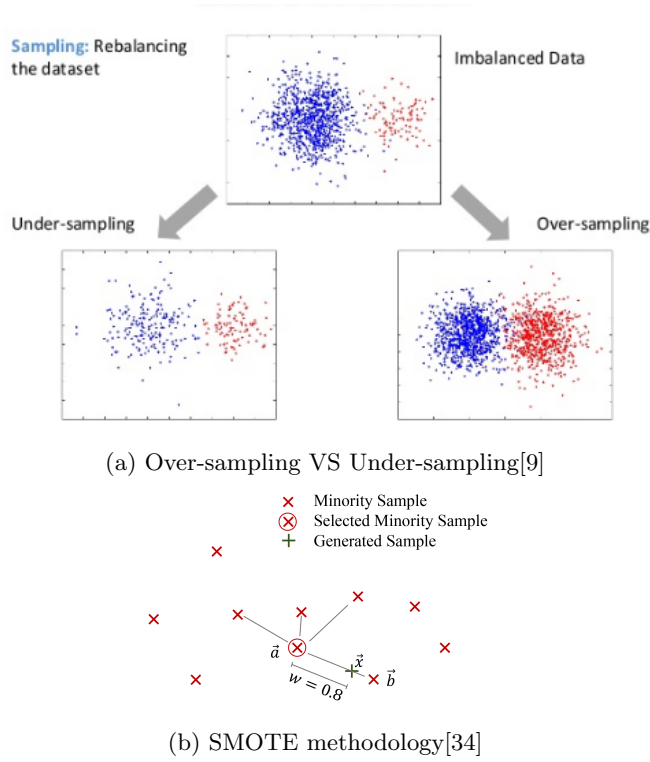 Sampling: Rebalancing
the dataset
Imbalanced Data
Under-sampling
Over-sampling
(a) Over-sampling VS Under-sampling[9]
Minority Sample
Selected Minority Sample
Generated Sample
a⃗
x⃗
b⃗
w = 0.8
(b) SMOTE methodology[34]